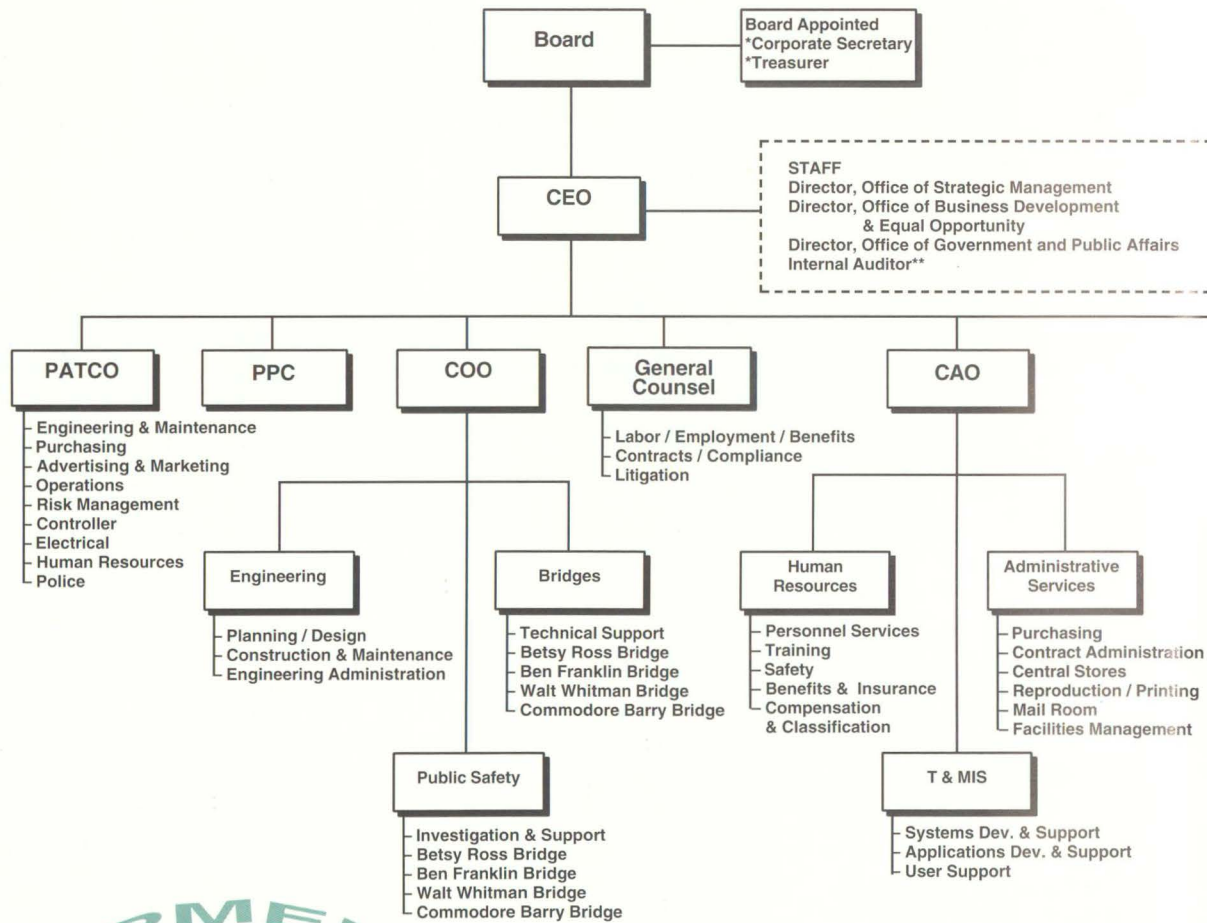 Board
Board Appointed
*Corporate Secretary
*Treasurer
CEO
STAFF
Director, Office of Strategic Management
Director, Office of Business Development
& Equal Opportunity
Director, Office of Government and Public Affairs
Internal Auditor**
PATCO
– Engineering & Maintenance
– Purchasing
– Advertising & Marketing
– Operations
– Risk Management
– Controller
– Electrical
– Human Resources
– Police
PPC
COO
General
Counsel
– Labor / Employment / Benefits
– Contracts / Compliance
– Litigation
CAO
Engineering
– Planning / Design
– Construction & Maintenance
– Engineering Administration
Bridges
– Technical Support
– Betsy Ross Bridge
– Ben Franklin Bridge
– Walt Whitman Bridge
– Commodore Barry Bridge
Human
Resources
– Personnel Services
– Training
– Safety
– Benefits & Insurance
– Compensation
& Classification
Administrative
Services
– Purchasing
– Contract Administration
– Central Stores
– Reproduction / Printing
– Mail Room
– Facilities Management
Public Safety
– Investigation & Support
– Betsy Ross Bridge
– Ben Franklin Bridge
– Walt Whitman Bridge
– Commodore Barry Bridge
T & MIS
– Systems Dev. & Support
– Applications Dev. & Support
– User Support